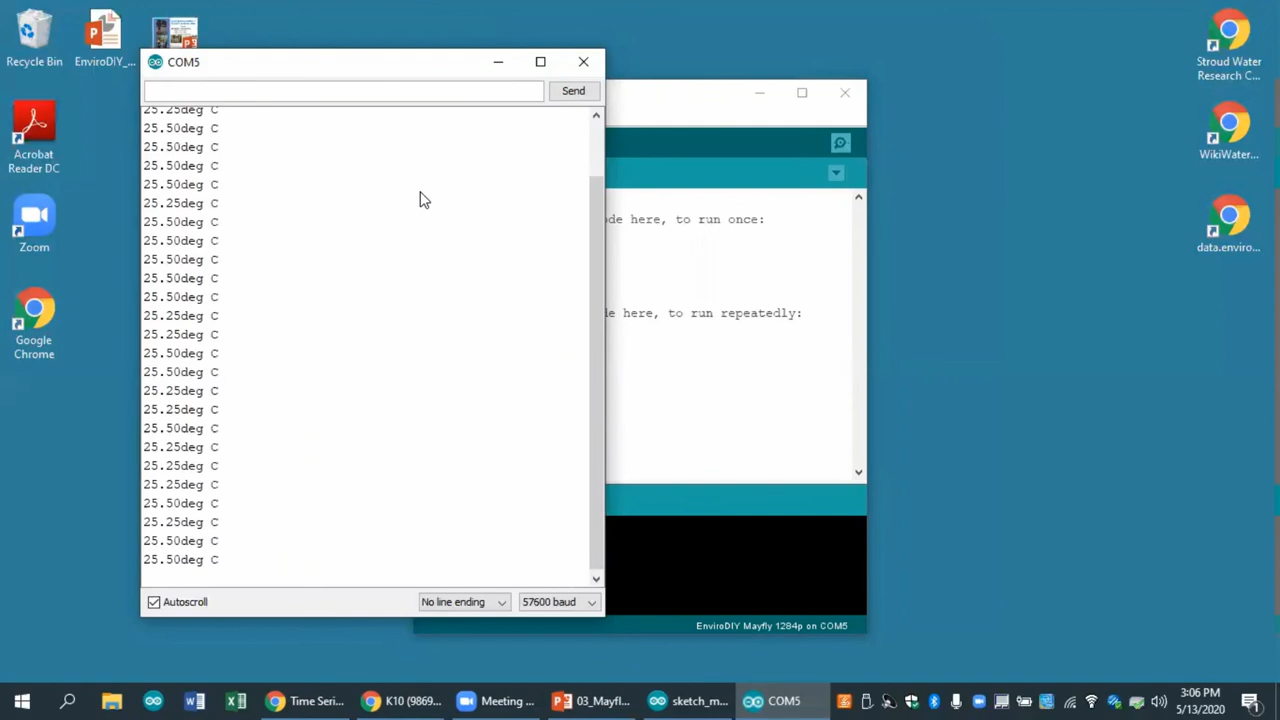 Recycle Bin
EnviroDIY_...
Acrobat
Reader DC
Zoom
Google
Chrome
COM5
Send
25.25deg C
25.50deg C
25.50deg C
25.50deg C
25.50deg C
25.25deg C
25.50deg C
25.50deg C
25.50deg C
25.50deg C
25.50deg C
25.25deg C
25.25deg C
25.50deg C
25.50deg C
25.25deg C
25.25deg C
25.50deg C
25.25deg C
25.25deg C
25.25deg C
25.50deg C
25.25deg C
25.50deg C
25.50deg C
Autoscroll
No line ending
57600 baud
de here, to run once:
de here, to run repeatedly:
EnviroDIY Mayfly 1284p on COM5
Stroud Water
Research C...
WikiWater...
data.enviro...
Time Seri...
K10 (9869...
Meeting ...
03_Mayfl...
sketch_m...
COM5
3:06 PM
5/13/2020
1